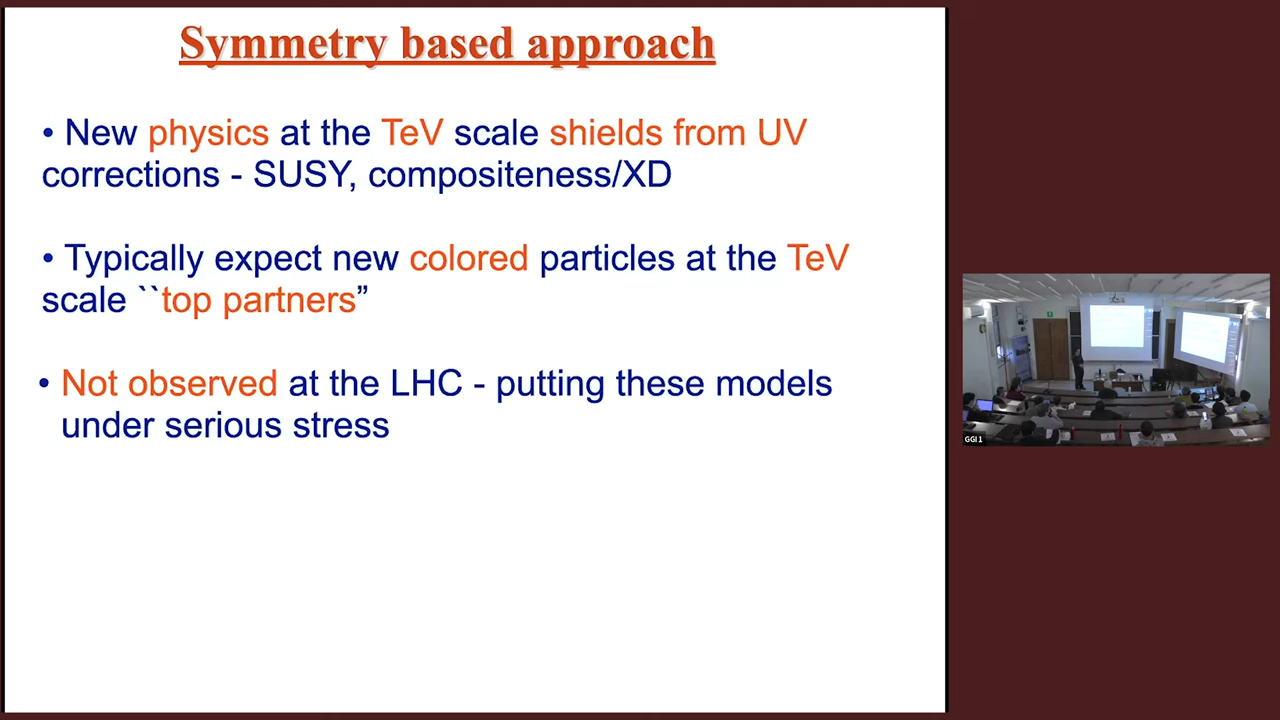 Symmetry based approach
• New physics at the TeV scale shields from UV
corrections - SUSY, compositeness/XD
• Typically expect new colored particles at the TeV
scale ``top partners”
• Not observed at the LHC - putting these models
under serious stress
GGI 1